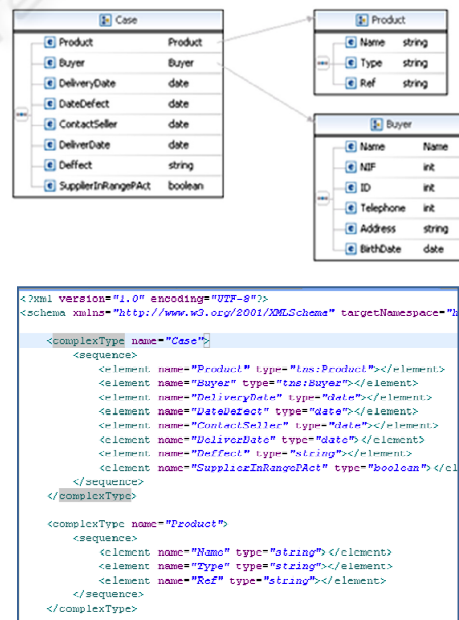 Case
Product Product
Buyer Buyer
DeliveryDate date
DateDefect date
ContactSeller date
DeliverDate date
Deffect string
SupplierInRangePAct boolean
Product
Name string
Type string
Ref string
Buyer
Name Name
NIF int
ID int
Telephone int
Address string
BirthDate date
<?xml version="1.0" encoding="UTF-8"?>
<schema xmlns="http://www.w3.org/2001/XMLSchema" targetNamespace="h
<complexType name="Case">
<sequence>
<element name="Product" type="tns:Product"></element>
<element name="Buyer" type="tns:Buyer"></element>
<element name="DeliveryDate" type="date"></element>
<element name="DateDefect" type="date"></element>
<element name="ContactSeller" type="date"></element>
<element name="DeliverDate" type="date"></element>
<element name="Deffect" type="string"></element>
<element name="SupplierInRangePAct" type="boolean"></el
</sequence>
</complexType>
<complexType name="Product">
<sequence>
<element name="Name" type="string"></element>
<element name="Type" type="string"></element>
<element name="Ref" type="string"></element>
</sequence>
</complexType>